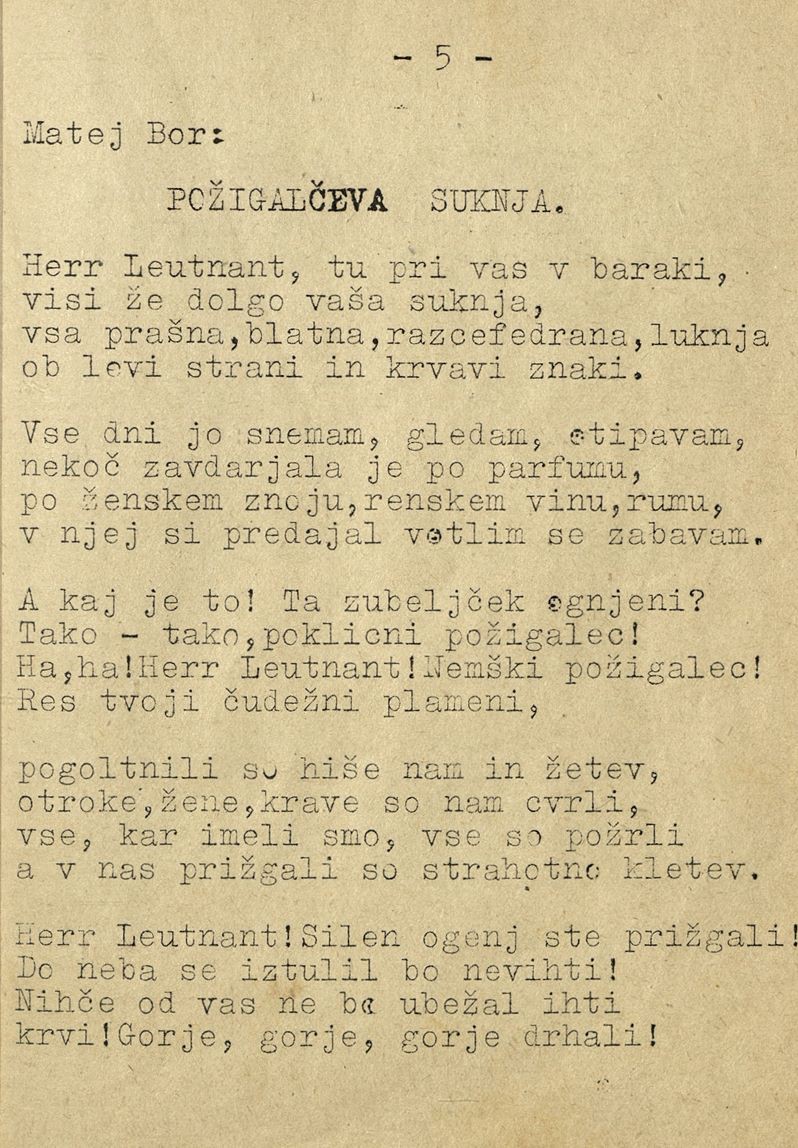 - 5 -
Matej Bor:
POŽIGALČEVA SUKNJA.
Herr Leutnant, tu pri vas v baraki,
visi že dolgo vaša suknja,
vsa prašna,blatna,razcefedrana,luknja
ob levi strani in krvavi znaki.
Vse dni jo snemam, gledam, otipavam,
nekoč zavdarjala je po parfumu,
po ženskem znoju,renskem vinu,rumu,
v njej si predajal votlim se zabavam.
A kaj je to! Ta zubeljček ognjeni?
Tako - tako,poklicni požigalec!
Ha,ha!Herr Leutnant!Nemški požigalec!
Res tvoji čudežni plameni,
pogoltnili so hiše nam in žetev,
otroke,žene,krave so nam cvrli,
vse, kar imeli smo, vse so požrli
a v nas prižgali so strahotno kletev.
Herr Leutnant!Silen ogenj ste prižgali!
Do neba se iztulil bo nevihti!
Nihče od vas ne ba ubežal ihti
krvi!Gorje, gorje, gorje drhali!